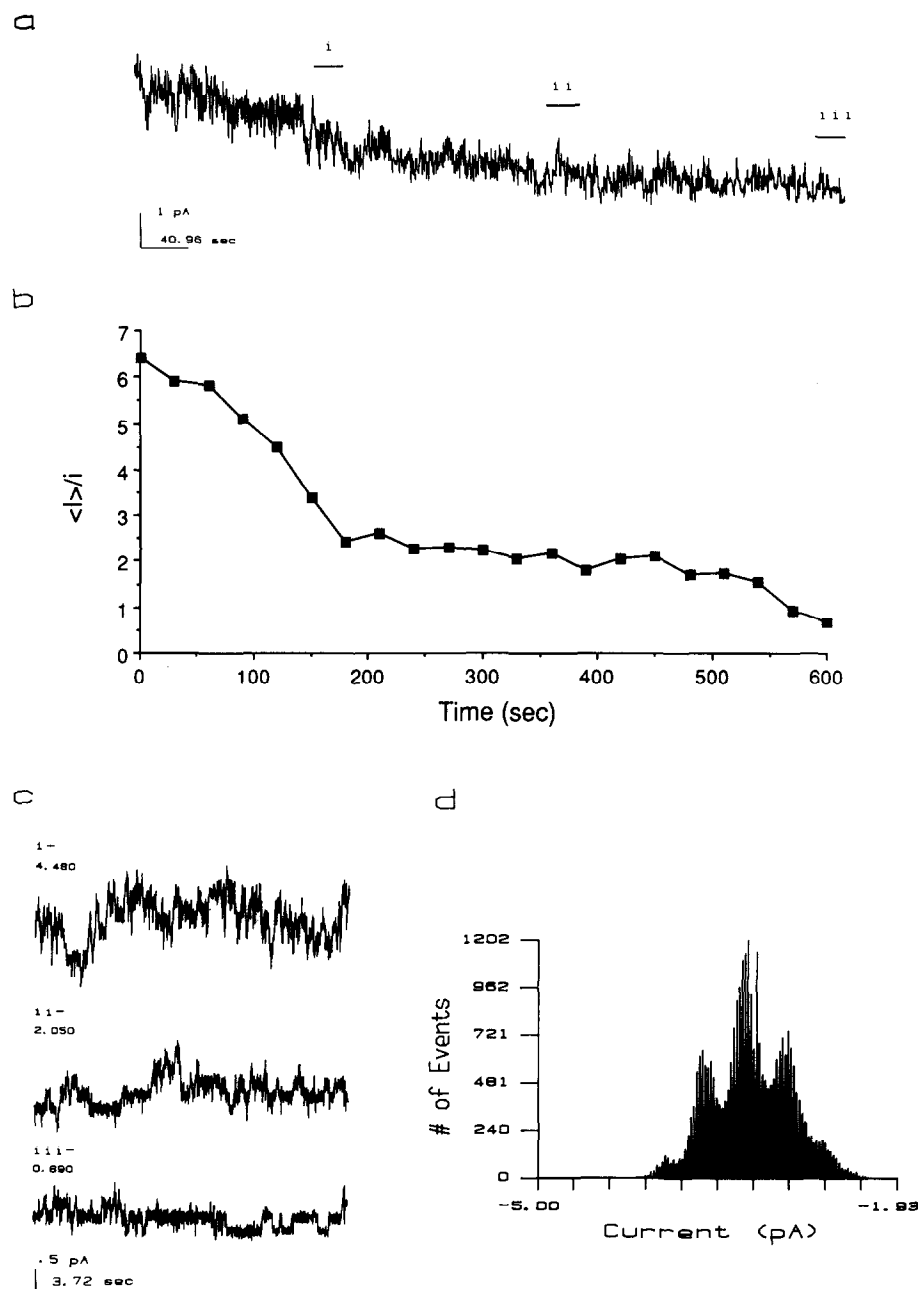 a
i
i i
i i i
1 pA
40.96 sec
b
7
6
5
4
3
2
1
0
<I>/i
0 100 200 300 400 500 600
Time (sec)
c
i-
4.480
ii-
2.050
iii-
0.690
.5 pA
3.72 sec
d
1202
962
721
481
240
0
# of Events
-5.00 -1.93
Current (pA)